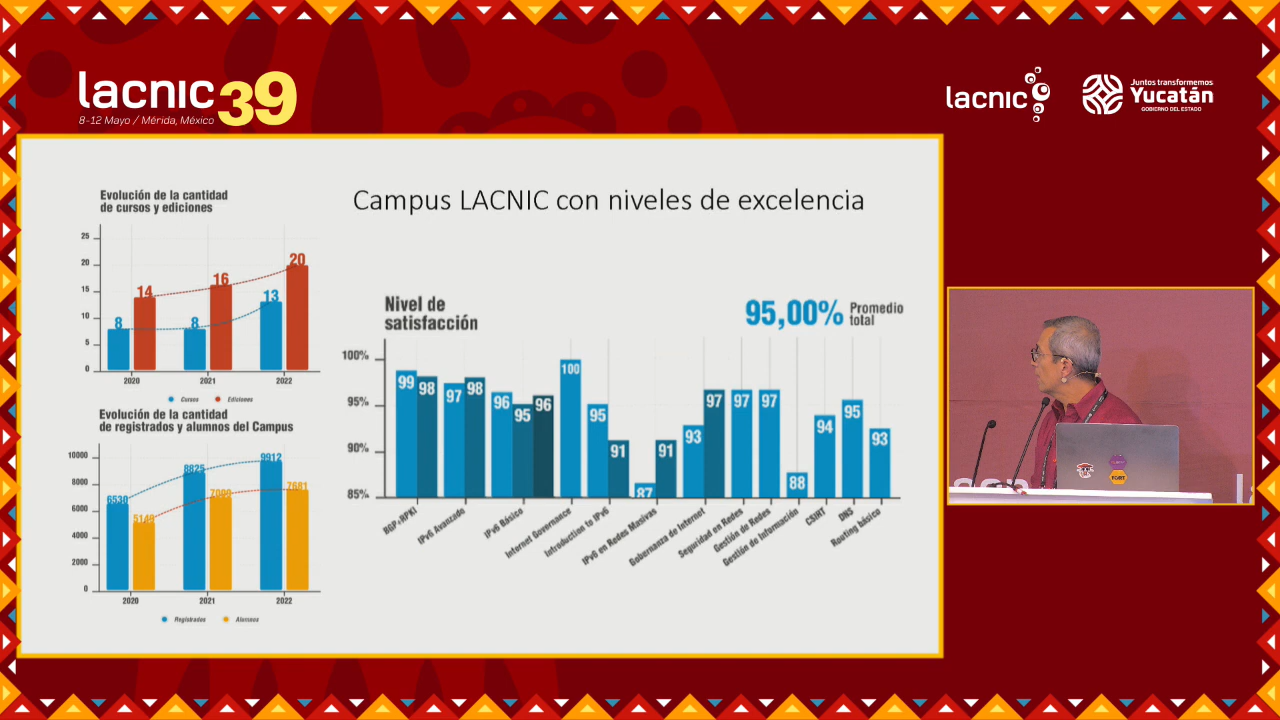 lacnic 39
8-12 Mayo / Mérida, México
lacnic
Juntos transformemos
Yucatán
GOBIERNO DEL ESTADO
Evolución de la cantidad
de cursos y ediciones
25
20
15
10
5
0
8
14
8
16
13
20
2020
2021
2022
Cursos
Ediciones
Evolución de la cantidad
de registrados y alumnos del Campus
10000
8000
6000
4000
2000
0
8825
9912
7681
2020
2021
2022
Registrados
Alumnos
Campus LACNIC con niveles de excelencia
Nivel de
satisfacción
95,00%
Promedio
total
100%
95%
90%
85%
99
98
97
98
96
95
96
100
95
91
87
91
93
97
97
97
88
94
95
93
BGP+RPKI
IPv6 Avanzado
IPv6 Básico
Internet Governance
Introduction to IPv6
IPv6 en Redes Masivas
Gobernanza de Internet
Seguridad en Redes
Gestión de Redes
Gestión de Información
CSIRT
DNS
Routing básico